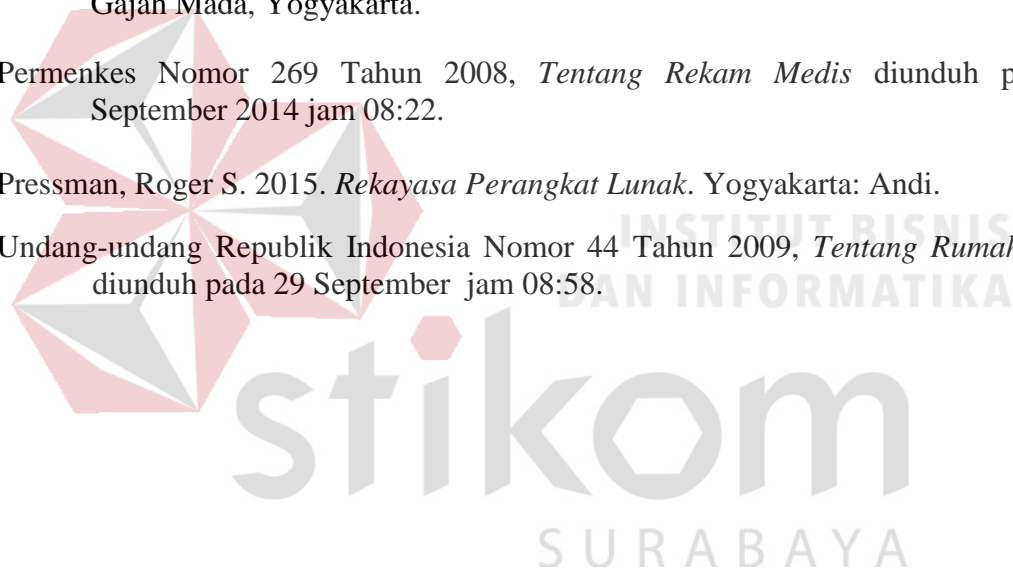 Gajah Mada, Yogyakarta.
Permenkes Nomor 269 Tahun 2008, Tentang Rekam Medis diunduh
September 2014 jam 08:22.
Pressman, Roger S. 2015. Rekayasa Perangkat Lunak. Yogyakarta: Andi.
Undang-undang Republik Indonesia Nomor 44 Tahun 2009, Tentang Rumah
diunduh pada 29 September jam 08:58.
INSTITUT BISNIS
DAN INFORMATIKA
stikom
SURABAYA